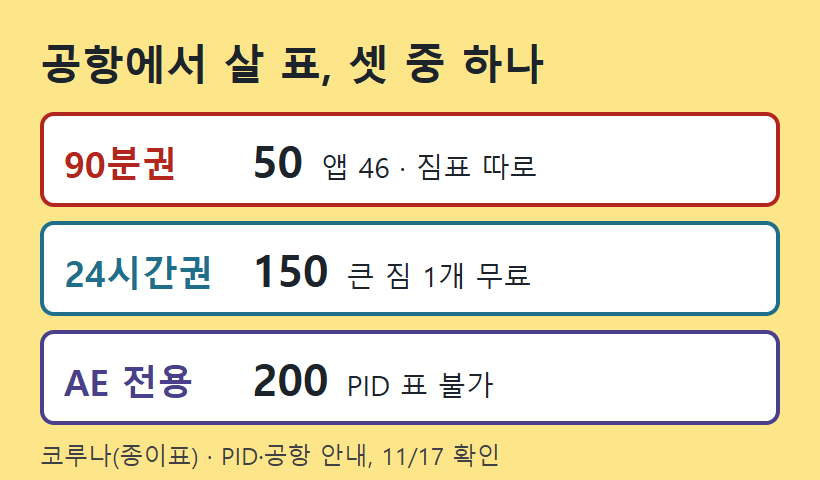 공항에서 살 표, 셋 중 하나
90분권 50 앱 46 · 짐표 따로
24시간권 150 큰 짐 1개 무료
AE 전용 200 PID 표 불가
코루나(종이표) · PID·공항 안내, 11/17 확인